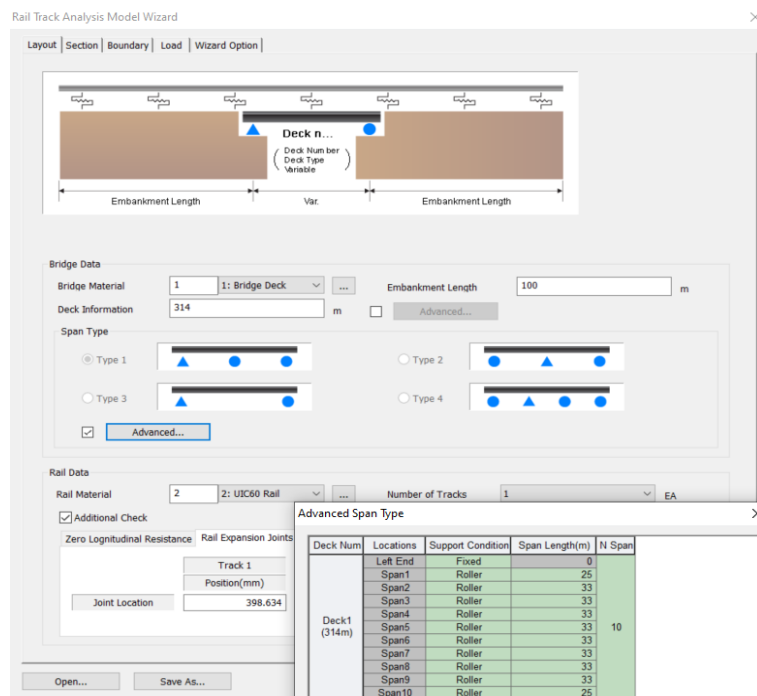 Rail Track Analysis Model Wizard
Layout Section Boundary Load Wizard Option
Deck n...
Deck Number
Deck Type
Variable
Embankment Length Var. Embankment Length
Bridge Data
Bridge Material 1 1: Bridge Deck ... Embankment Length 100 m
Deck Information 314 m Advanced...
Span Type
Type 1 Type 2
Type 3 Type 4
Advanced...
Rail Data
Rail Material 2 2: UIC60 Rail ... Number of Tracks 1 EA
Additional Check
Zero Lognitudinal Resistance Rail Expansion Joints
Track 1
Position(mm)
Joint Location 398.634
Open... Save As...
Advanced Span Type
Deck Num Locations Support Condition Span Length(m) N Span
Deck1
(314m)
Left End Fixed 0
Span1 Roller 25
Span2 Roller 33
Span3 Roller 33
Span4 Roller 33
Span5 Roller 33 10
Span6 Roller 33
Span7 Roller 33
Span8 Roller 33
Span9 Roller 33
Span10 Roller 25